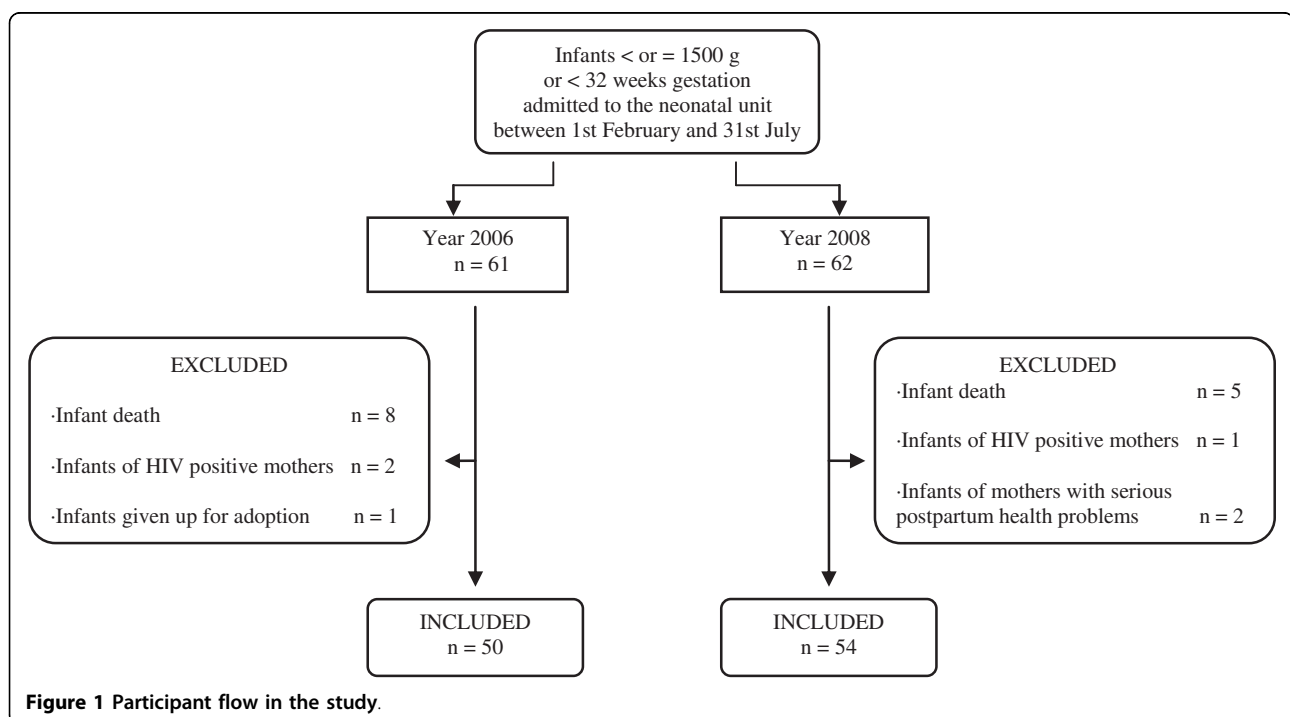 Infants < or = 1500 g
or < 32 weeks gestation
admitted to the neonatal unit
between 1st February and 31st July
Year 2006
n = 61
Year 2008
n = 62
EXCLUDED
·Infant death n = 8
·Infants of HIV positive mothers n = 2
·Infants given up for adoption n = 1
EXCLUDED
·Infant death n = 5
·Infants of HIV positive mothers n = 1
·Infants of mothers with serious
postpartum health problems n = 2
INCLUDED
n = 50
INCLUDED
n = 54
Figure 1 Participant flow in the study.